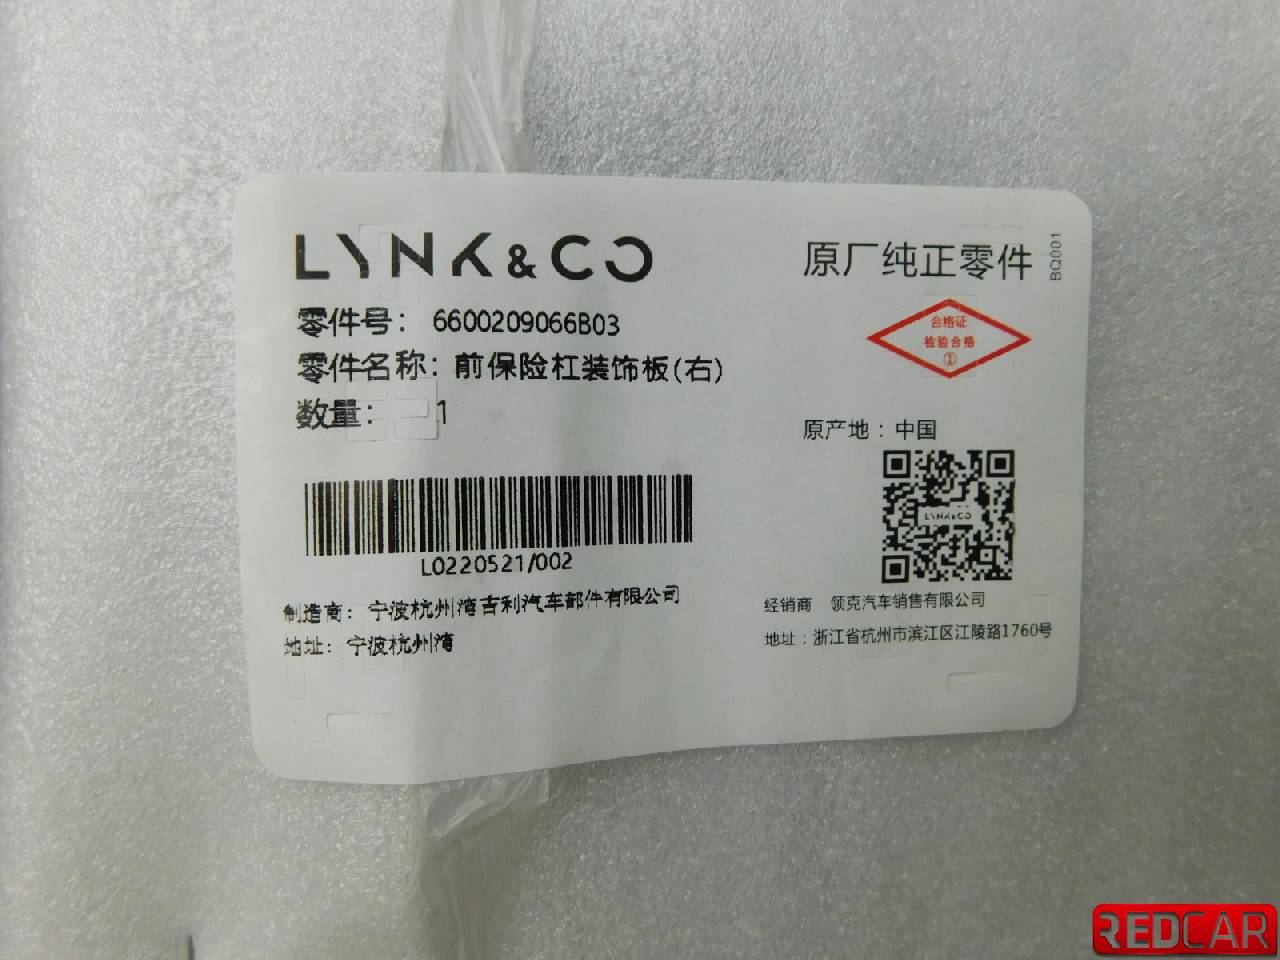 LYNK & CO
原厂纯正零件
BQ001
零件号： 6600209066B03
零件名称：前保险杠装饰板(右)
数量： 1
合格证
检验合格
①
原产地：中国
LYNK&CO
L0220521/002
制造商：宁波杭州湾吉利汽车部件有限公司
地址：宁波杭州湾
经销商 领克汽车销售有限公司
地址：浙江省杭州市滨江区江陵路1760号
REDCAR